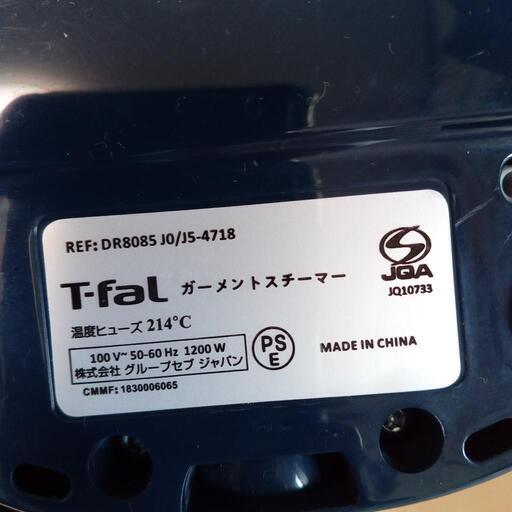 REF: DR8085 J0/J5-4718
T-faL ガーメントスチーマー
JQA
JQ10733
温度ヒューズ 214°C
100 V~ 50-60 Hz 1200 W
株式会社 グループセブ ジャパン
PS
E
MADE IN CHINA
CMMF: 1830006065